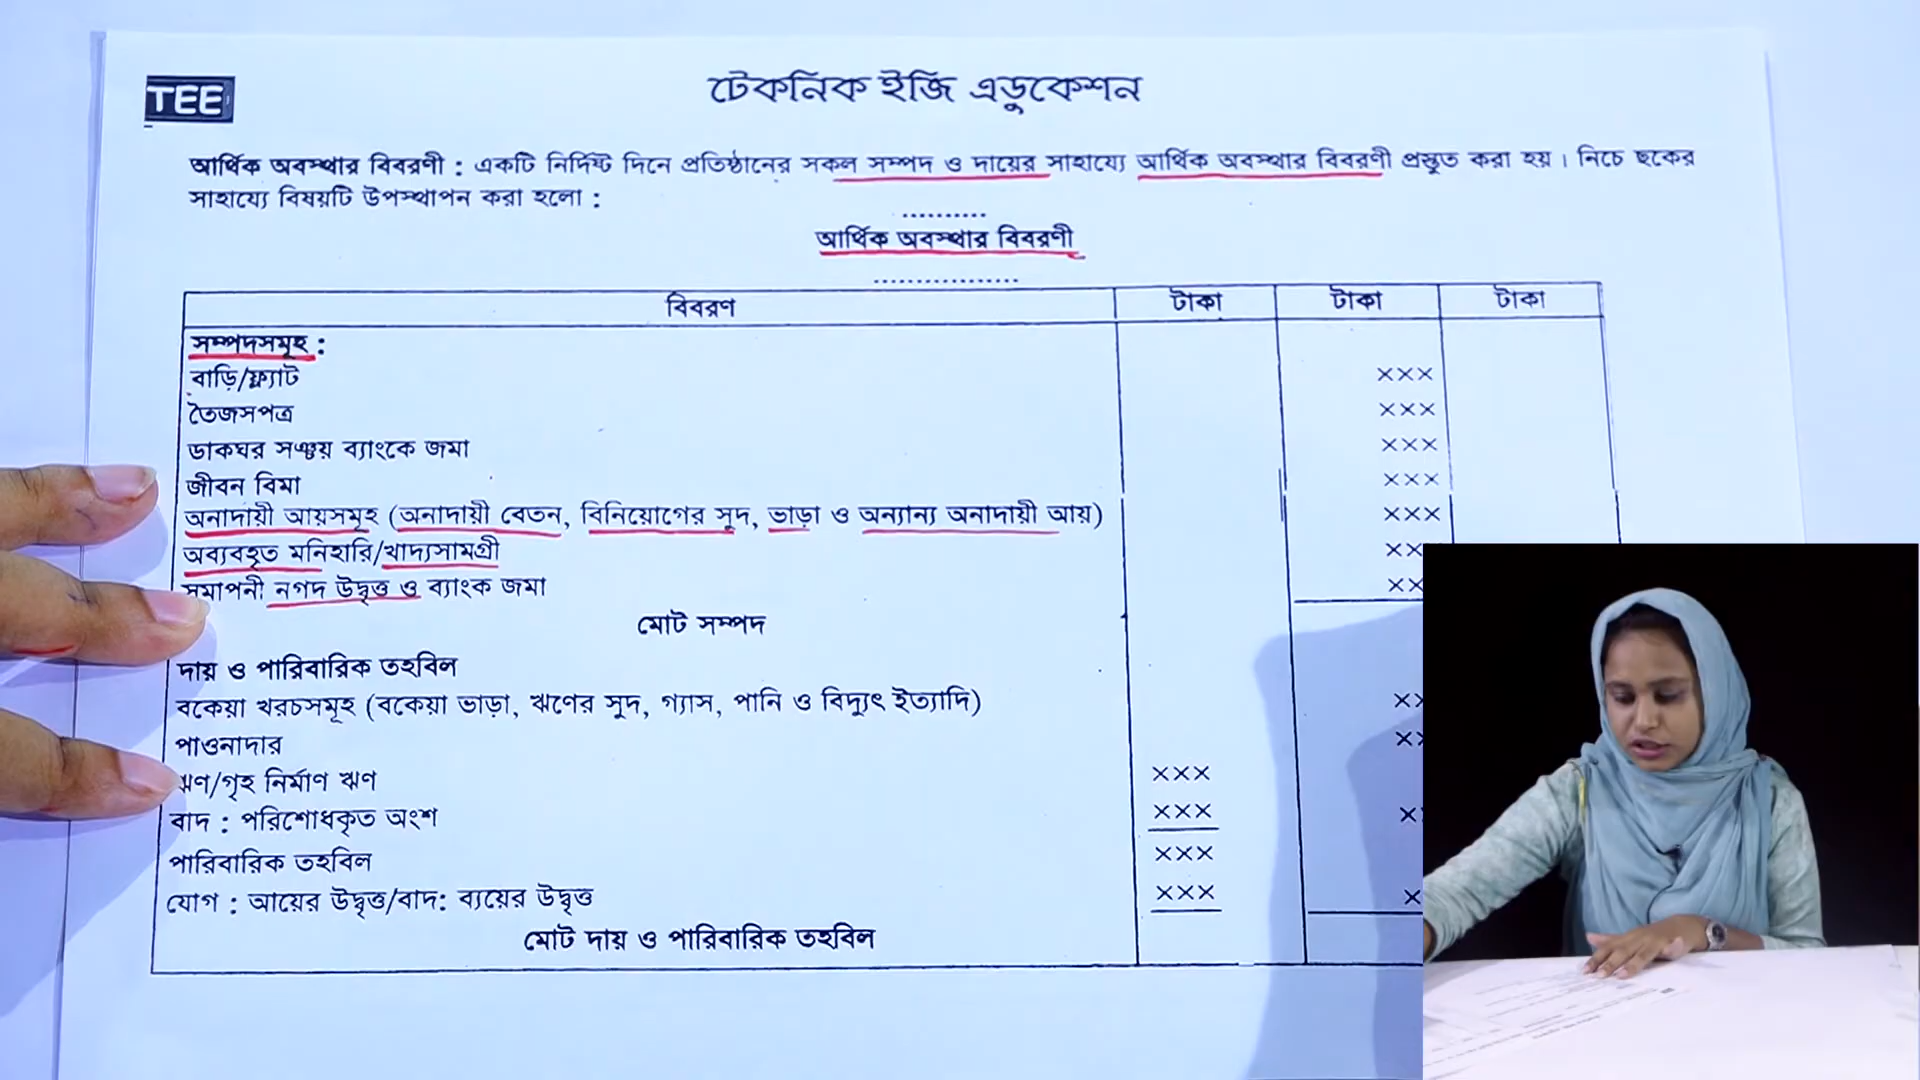 TEE
টেকনিক ইজি এডুকেশন
আর্থিক অবস্থার বিবরণী : একটি নির্দিষ্ট দিনে প্রতিষ্ঠানের সকল সম্পদ ও দায়ের সাহায্যে আর্থিক অবস্থার বিবরণী প্রস্তুত করা হয়। নিচে ছকের
সাহায্যে বিষয়টি উপস্থাপন করা হলো :
..........
আর্থিক অবস্থার বিবরণী
................
বিবরণ টাকা টাকা টাকা
সম্পদসমূহ :
বাড়ি/ফ্ল্যাট ×××
তৈজসপত্র ×××
ডাকঘর সঞ্চয় ব্যাংকে জমা ×××
জীবন বিমা ×××
অনাদায়ী আয়সমূহ (অনাদায়ী বেতন, বিনিয়োগের সুদ, ভাড়া ও অন্যান্য অনাদায়ী আয়) ×××
অব্যবহৃত মনিহারি/খাদ্যসামগ্রী ××
সমাপনী নগদ উদ্বৃত্ত ও ব্যাংক জমা ××
মোট সম্পদ
দায় ও পারিবারিক তহবিল
বকেয়া খরচসমূহ (বকেয়া ভাড়া, ঋণের সুদ, গ্যাস, পানি ও বিদ্যুৎ ইত্যাদি) ××
পাওনাদার ××
ঋণ/গৃহ নির্মাণ ঋণ ×××
বাদ : পরিশোধকৃত অংশ ××× ×
পারিবারিক তহবিল ×××
যোগ : আয়ের উদ্বৃত্ত/বাদ: ব্যয়ের উদ্বৃত্ত ××× ×
মোট দায় ও পারিবারিক তহবিল